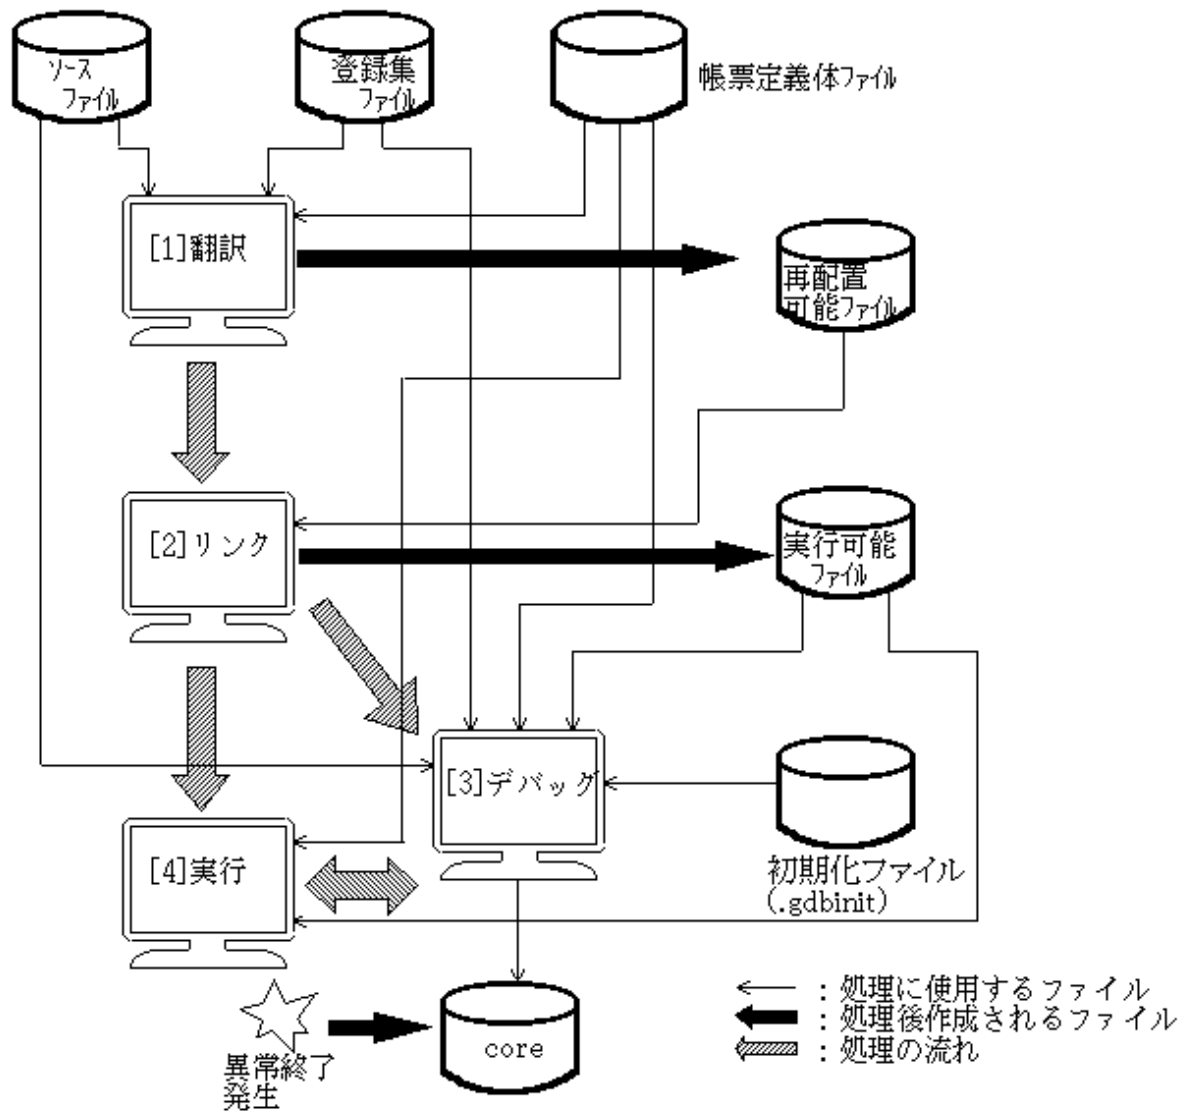 ソース
ファイル
登録集
ファイル
帳票定義体ファイル
[1]翻訳
再配置
可能ファイル
[2]リンク
実行可能
ファイル
[3]デバッグ
[4]実行
初期化ファイル
(.gdbinit)
異常終了
発生
core
：処理に使用するファイル
：処理後作成されるファイル
：処理の流れ